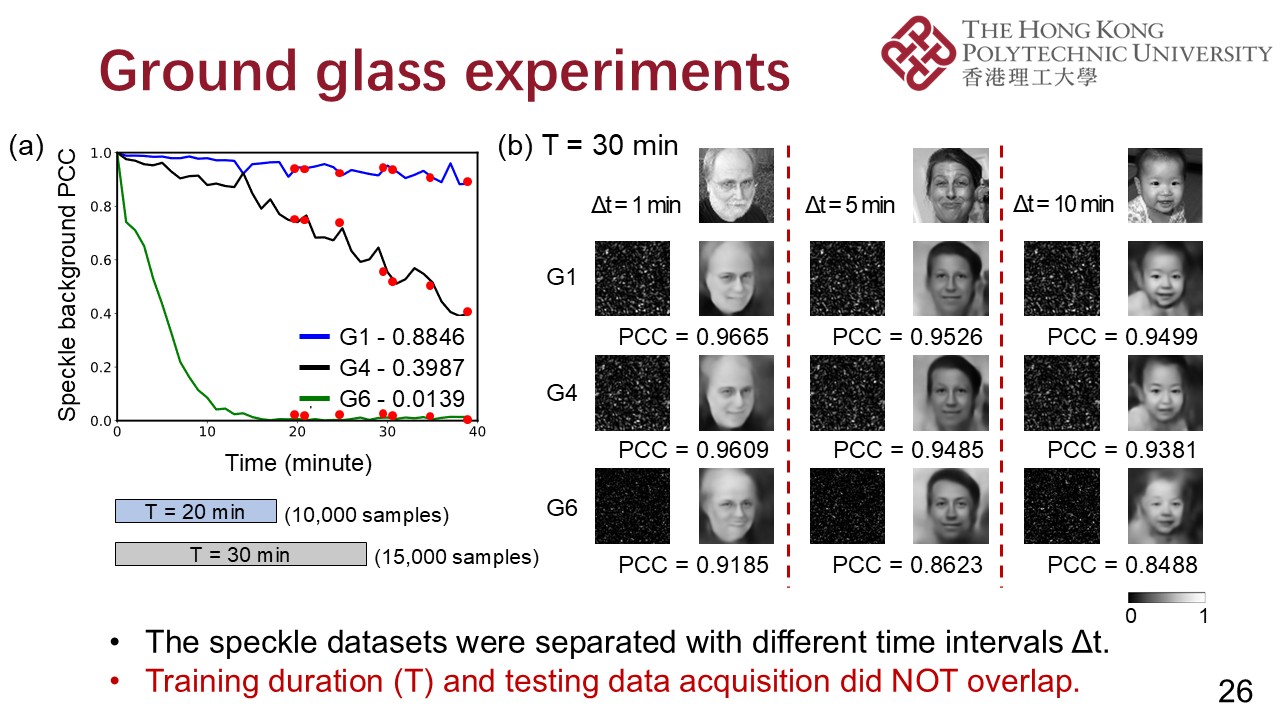 Ground glass experiments
THE HONG KONG
POLYTECHNIC UNIVERSITY
香港理工大學
(a)
Speckle background PCC
1.0
0.8
0.6
0.4
0.2
0.0
0
10
20
30
40
G1 - 0.8846
G4 - 0.3987
G6 - 0.0139
Time (minute)
T = 20 min
(10,000 samples)
T = 30 min
(15,000 samples)
(b) T = 30 min
Δt = 1 min
Δt = 5 min
Δt = 10 min
G1
PCC = 0.9665
PCC = 0.9526
PCC = 0.9499
G4
PCC = 0.9609
PCC = 0.9485
PCC = 0.9381
G6
PCC = 0.9185
PCC = 0.8623
PCC = 0.8488
0
1
• The speckle datasets were separated with different time intervals Δt.
• Training duration (T) and testing data acquisition did NOT overlap.
26